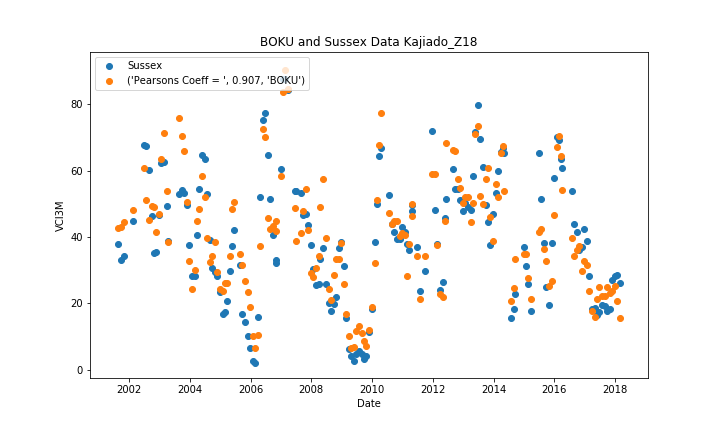 BOKU and Sussex Data Kajiado_Z18
Sussex
('Pearsons Coeff = ', 0.907, 'BOKU')
80
60
40
20
0
VCI3M
2002 2004 2006 2008 2010 2012 2014 2016 2018
Date